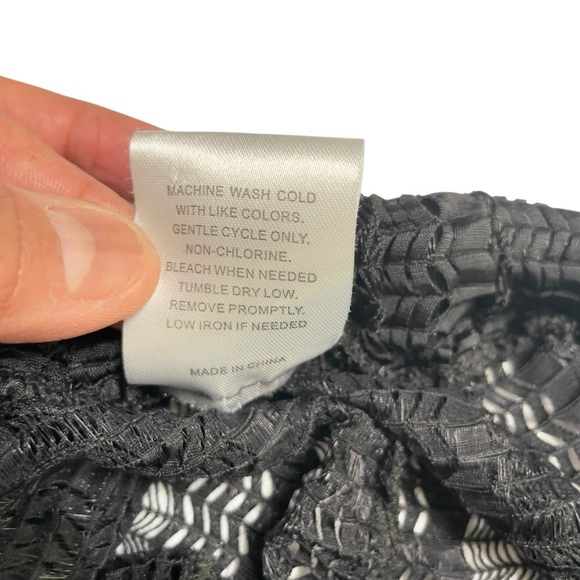 MACHINE WASH COLD
WITH LIKE COLORS.
GENTLE CYCLE ONLY.
NON-CHLORINE.
BLEACH WHEN NEEDED
TUMBLE DRY LOW.
REMOVE PROMPTLY.
LOW IRON IF NEEDED
MADE IN CHINA